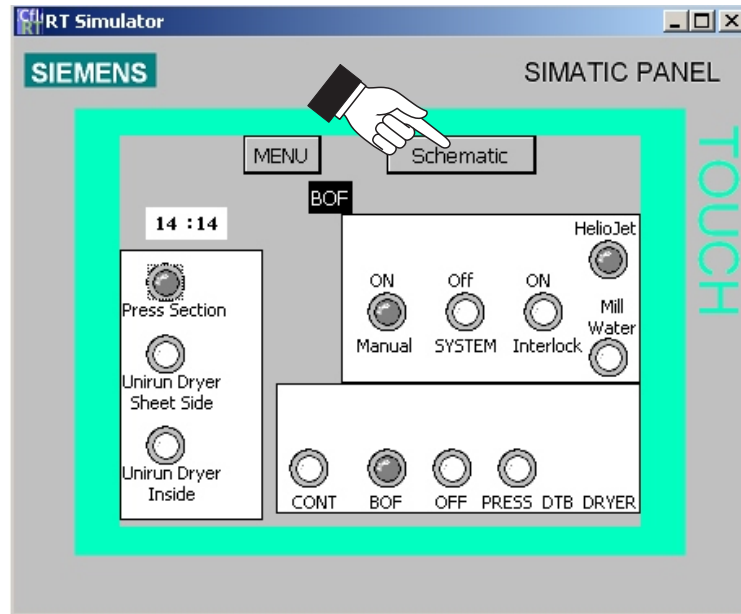 RT Simulator
SIEMENS
SIMATIC PANEL
TOUCH
MENU
Schematic
BOF
14 :14
HelioJet
ON
Off
ON
Manual
SYSTEM
Interlock
Mill
Water
Press Section
Unirun Dryer
Sheet Side
Unirun Dryer
Inside
CONT
BOF
OFF
PRESS DTB DRYER